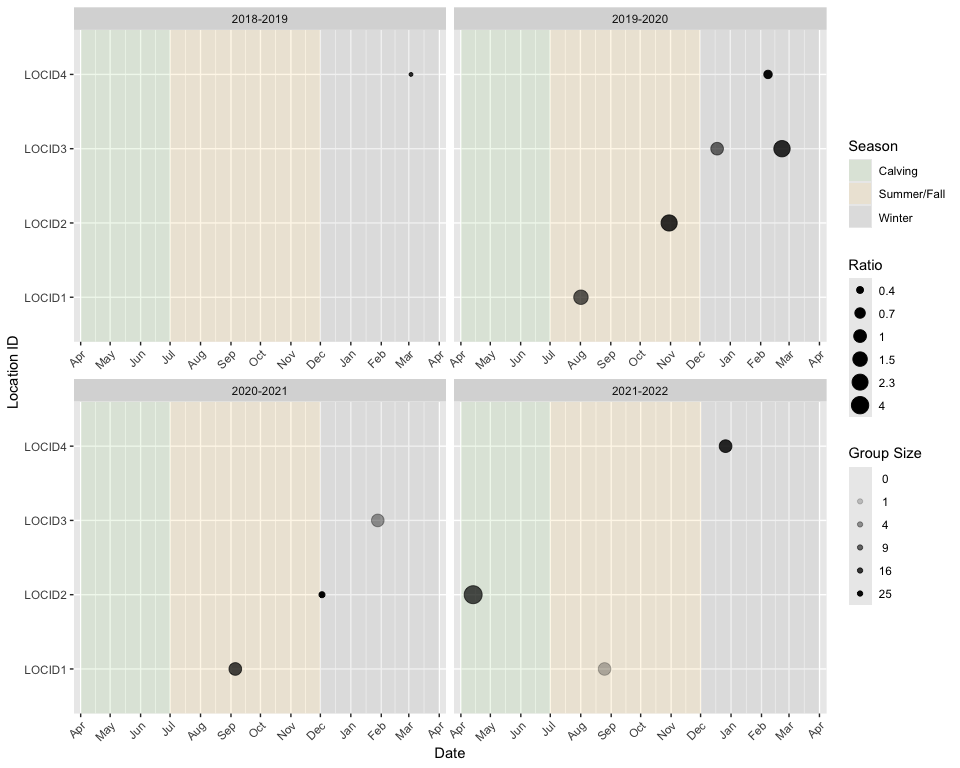 2018-2019
2019-2020
LOCID4
LOCID3
LOCID2
LOCID1
Apr May Jun Jul Aug Sep Oct Nov Dec Jan Feb Mar Apr
Apr May Jun Jul Aug Sep Oct Nov Dec Jan Feb Mar Apr
Location ID
2020-2021
2021-2022
LOCID4
LOCID3
LOCID2
LOCID1
Apr May Jun Jul Aug Sep Oct Nov Dec Jan Feb Mar Apr
Apr May Jun Jul Aug Sep Oct Nov Dec Jan Feb Mar Apr
Date
Season
Calving
Summer/Fall
Winter
Ratio
0.4
0.7
1
1.5
2.3
4
Group Size
0
1
4
9
16
25